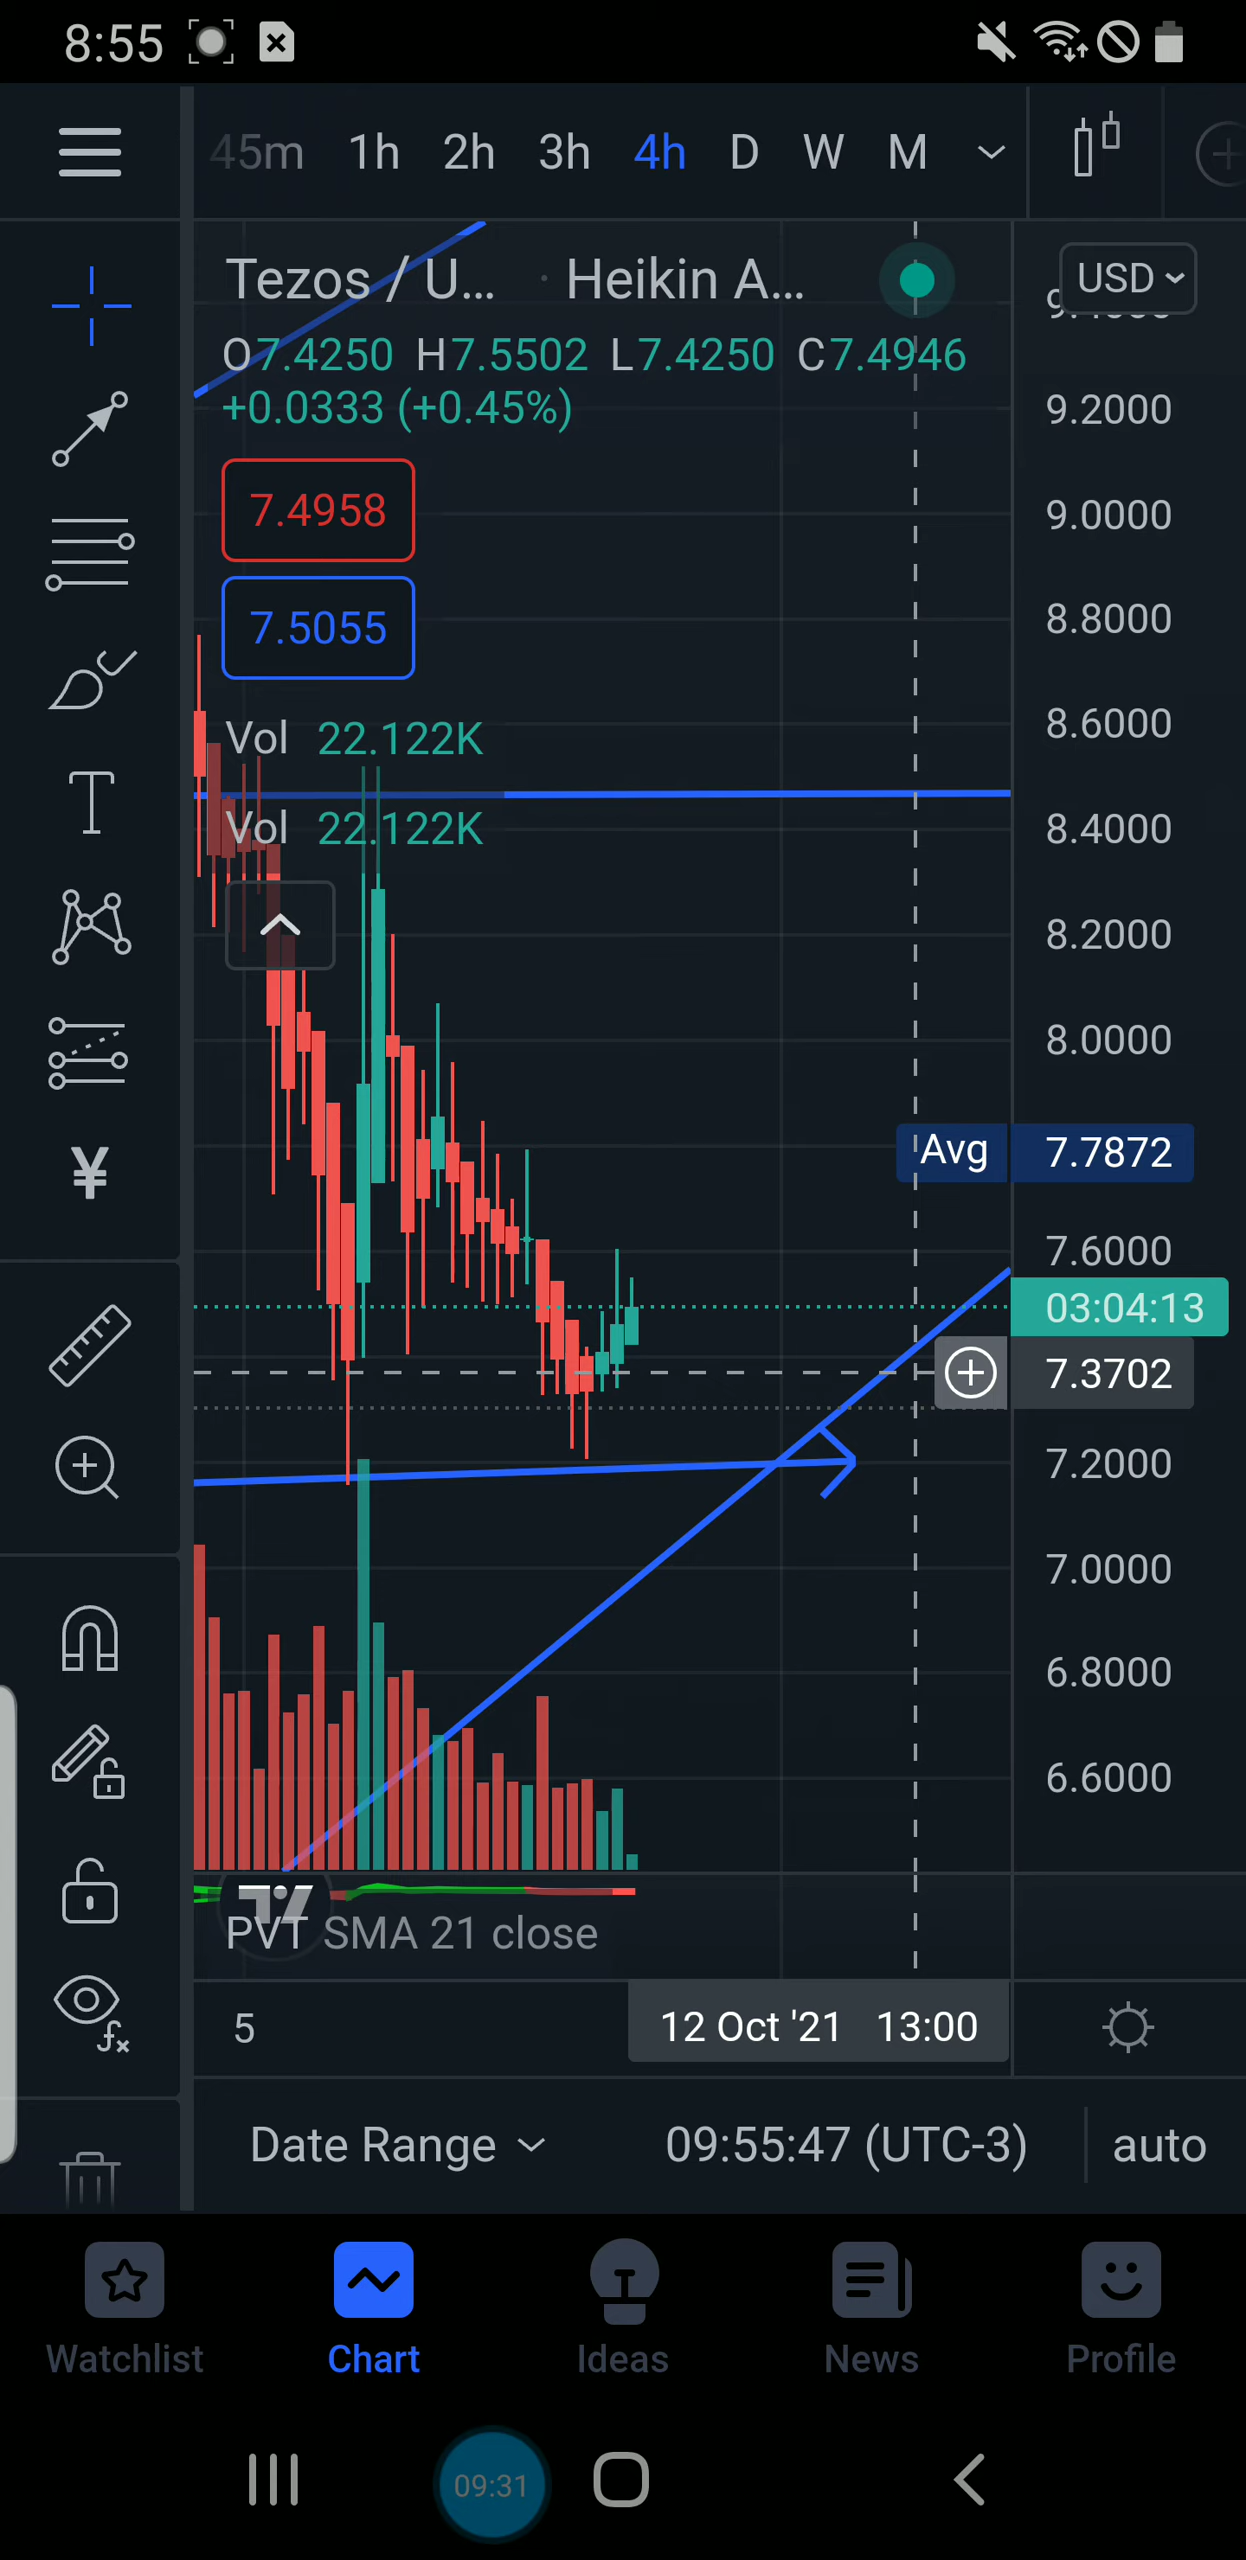 8:55
45m 1h 2h 3h 4h D W M
Tezos / U... · Heikin A...
USD
O7.4250 H7.5502 L7.4250 C7.4946
+0.0333 (+0.45%)
7.4958
7.5055
Vol 22.122K
Vol 22.122K
9.2000
9.0000
8.8000
8.6000
8.4000
8.2000
8.0000
Avg 7.7872
7.6000
03:04:13
7.3702
7.2000
7.0000
6.8000
6.6000
PVT SMA 21 close
5
12 Oct '21 13:00
Date Range 09:55:47 (UTC-3) auto
Watchlist Chart Ideas News Profile
09:31